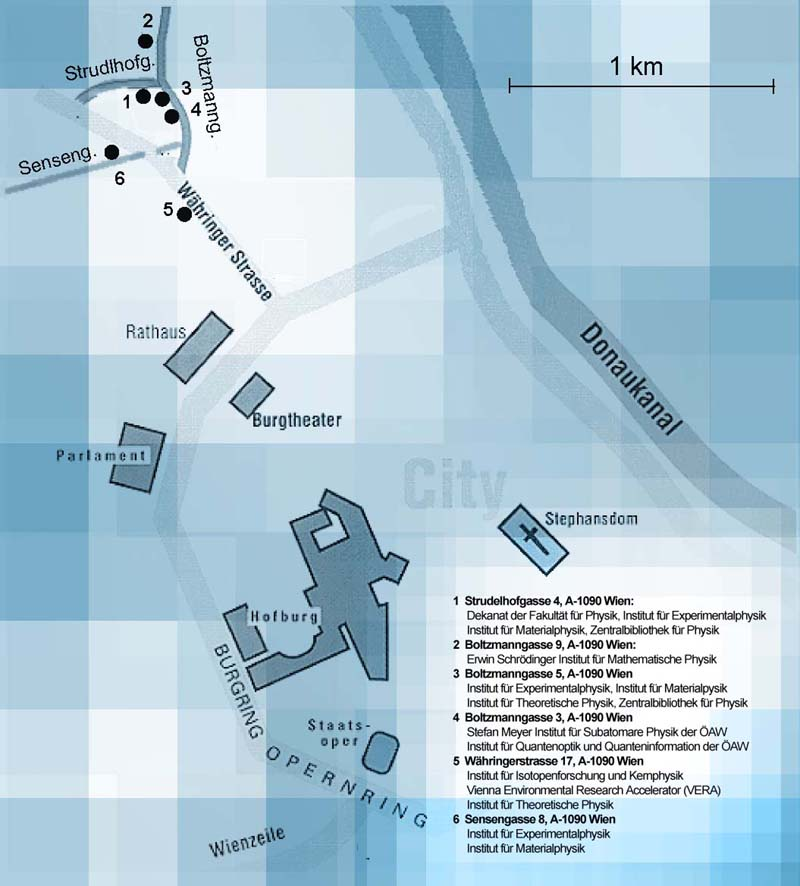 2
Boltzmanng.
Strudlhofg.
1 km
3
1
4
Senseng.
6
5
Währinger Strasse
Rathaus
Donaukanal
Burgtheater
Parlament
City
Stephansdom
Hofburg
BURGRING
Staats-
oper
OPERNRING
Wienzeile
1 Strudelhofgasse 4, A-1090 Wien:
Dekanat der Fakultät für Physik, Institut für Experimentalphysik
Institut für Materialphysik, Zentralbibliothek für Physik
2 Boltzmanngasse 9, A-1090 Wien:
Erwin Schrödinger Institut für Mathematische Physik
3 Boltzmanngasse 5, A-1090 Wien
Institut für Experimentalphysik, Institut für Materialpysik
Institut für Theoretische Physik, Zentralbibliothek für Physik
4 Boltzmanngasse 3, A-1090 Wien
Stefan Meyer Institut für Subatomare Physik der ÖAW
Institut für Quantenoptik und Quanteninformation der ÖAW
5 Währingerstrasse 17, A-1090 Wien
Institut für Isotopenforschung und Kernphysik
Vienna Environmental Research Accelerator (VERA)
Institut für Theoretische Physik
6 Sensengasse 8, A-1090 Wien
Institut für Experimentalphysik
Institut für Materialphysik